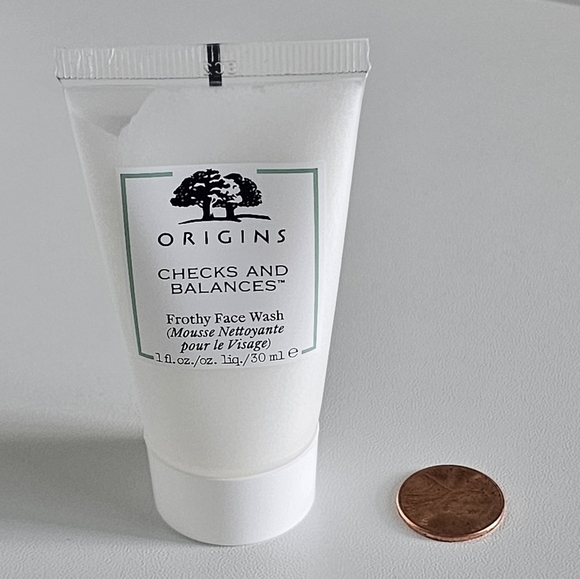 ORIGINS
CHECKS AND
BALANCES™
Frothy Face Wash
(Mousse Nettoyante
pour le Visage)
1 fl.oz./oz. liq./30 ml ℮